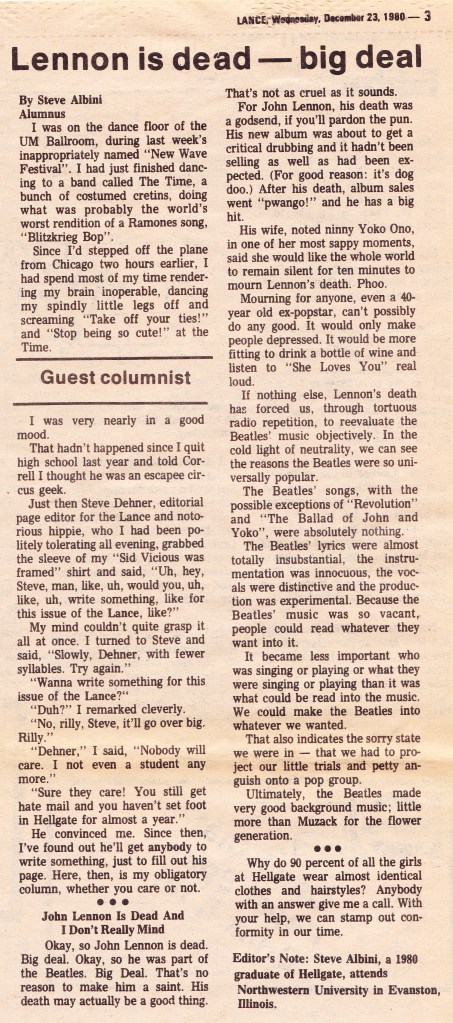 LANCE, Wednesday, December 23, 1980 — 3
Lennon is dead — big deal
By Steve Albini
Alumnus
I was on the dance floor of the
UM Ballroom, during last week's
inappropriately named "New Wave
Festival". I had just finished danc-
ing to a band called The Time, a
bunch of costumed cretins, doing
what was probably the world's
worst rendition of a Ramones song,
"Blitzkrieg Bop".
Since I'd stepped off the plane
from Chicago two hours earlier, I
had spent most of my time render-
ing my brain inoperable, dancing
my spindly little legs off and
screaming "Take off your ties!"
and "Stop being so cute!" at the
Time.
Guest columnist
I was very nearly in a good
mood.
That hadn't happened since I quit
high school last year and told Cor-
rell I thought he was an escapee cir-
cus geek.
Just then Steve Dehner, editorial
page editor for the Lance and noto-
rious hippie, who I had been po-
litely tolerating all evening, grabbed
the sleeve of my "Sid Vicious was
framed" shirt and said, "Uh, hey,
Steve, man, like, uh, would you, uh,
like, uh, write something, like for
this issue of the Lance, like?"
My mind couldn't quite grasp it
all at once. I turned to Steve and
said, "Slowly, Dehner, with fewer
syllables. Try again."
"Wanna write something for this
issue of the Lance?"
"Duh?" I remarked cleverly.
"No, rilly, Steve, it'll go over big.
Rilly."
"Dehner," I said, "Nobody will
care. I not even a student any
more."
"Sure they care! You still get
hate mail and you haven't set foot
in Hellgate for almost a year."
He convinced me. Since then,
I've found out he'll get anybody to
write something, just to fill out his
page. Here, then, is my obligatory
column, whether you care or not.
● ● ●
John Lennon Is Dead And
I Don't Really Mind
Okay, so John Lennon is dead.
Big deal. Okay, so he was part of
the Beatles. Big Deal. That's no
reason to make him a saint. His
death may actually be a good thing.
That's not as cruel as it sounds.
For John Lennon, his death was
a godsend, if you'll pardon the pun.
His new album was about to get a
critical drubbing and it hadn't been
selling as well as had been ex-
pected. (For good reason: it's dog
doo.) After his death, album sales
went "pwango!" and he has a big
hit.
His wife, noted ninny Yoko Ono,
in one of her most sappy moments,
said she would like the whole world
to remain silent for ten minutes to
mourn Lennon's death. Phoo.
Mourning for anyone, even a 40-
year old ex-popstar, can't possibly
do any good. It would only make
people depressed. It would be more
fitting to drink a bottle of wine and
listen to "She Loves You" real
loud.
If nothing else, Lennon's death
has forced us, through tortuous
radio repetition, to reevaluate the
Beatles' music objectively. In the
cold light of neutrality, we can see
the reasons the Beatles were so uni-
versally popular.
The Beatles' songs, with the
possible exceptions of "Revolution"
and "The Ballad of John and
Yoko", were absolutely nothing.
The Beatles' lyrics were almost
totally insubstantial, the instru-
mentation was innocuous, the voc-
als were distinctive and the produc-
tion was experimental. Because the
Beatles' music was so vacant,
people could read whatever they
want into it.
It became less important who
was singing or playing or what they
were singing or playing than it was
what could be read into the music.
We could make the Beatles into
whatever we wanted.
That also indicates the sorry state
we were in — that we had to pro-
ject our little trials and petty an-
guish onto a pop group.
Ultimately, the Beatles made
very good background music; little
more than Muzack for the flower
generation.
● ● ●
Why do 90 percent of all the girls
at Hellgate wear almost identical
clothes and hairstyles? Anybody
with an answer give me a call. With
your help, we can stamp out con-
formity in our time.
Editor's Note: Steve Albini, a 1980
graduate of Hellgate, attends
Northwestern University in Evanston,
Illinois.